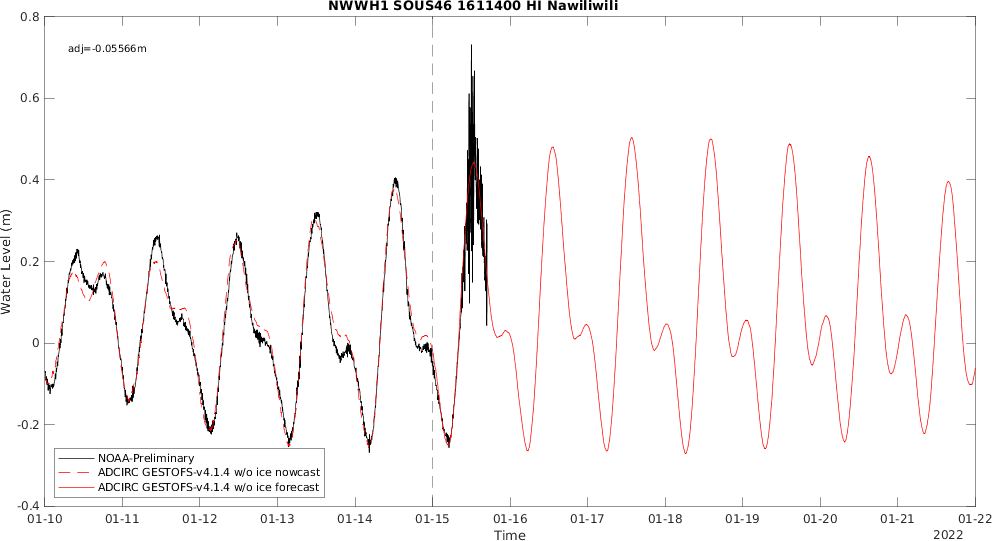 NWWH1 SOUS46 1611400 HI Nawiliwili
adj=-0.05566m
0.8
0.6
0.4
0.2
0
-0.2
-0.4
Water Level (m)
NOAA-Preliminary
ADCIRC GESTOFS-v4.1.4 w/o ice nowcast
ADCIRC GESTOFS-v4.1.4 w/o ice forecast
01-10 01-11 01-12 01-13 01-14 01-15 01-16 01-17 01-18 01-19 01-20 01-21 01-22
Time
2022